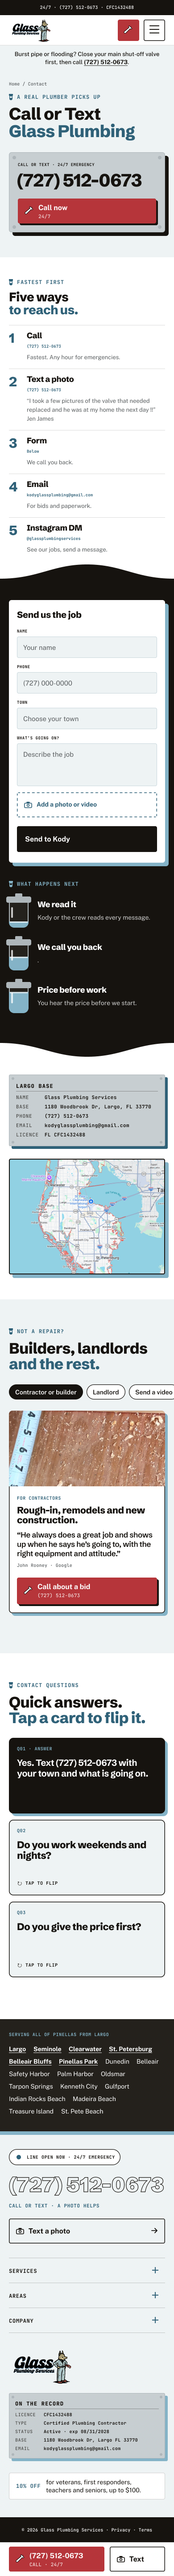 24/7 · (727) 512-0673 · CFC1432488
Glass
Plumbing Services
Burst pipe or flooding? Close your main shut-off valve
first, then call (727) 512-0673.
Home / Contact
A REAL PLUMBER PICKS UP
Call or Text
Glass Plumbing
CALL OR TEXT · 24/7 EMERGENCY
(727) 512-0673
Call now
24/7
FASTEST FIRST
Five ways
to reach us.
1
Call
(727) 512-0673
Fastest. Any hour for emergencies.
2
Text a photo
(727) 512-0673
"I took a few pictures of the valve that needed
replaced and he was at my home the next day !!"
Jen James
3
Form
Below
We call you back.
4
Email
kodyglassplumbing@gmail.com
For bids and paperwork.
5
Instagram DM
@glassplumbingservices
See our jobs, send a message.
Send us the job
NAME
Your name
PHONE
(727) 000-0000
TOWN
Choose your town
WHAT'S GOING ON?
Describe the job
Add a photo or video
Send to Kody
WHAT HAPPENS NEXT
We read it
Kody or the crew reads every message.
We call you back
.
Price before work
You hear the price before we start.
LARGO BASE
NAME Glass Plumbing Services
BASE 1180 Woodbrook Dr, Largo, FL 33770
PHONE (727) 512-0673
EMAIL kodyglassplumbing@gmail.com
LICENCE FL CFC1432488
NOT A REPAIR?
Builders, landlords
and the rest.
Contractor or builder
Landlord
Send a video
4-5-6-7
FOR CONTRACTORS
Rough-in, remodels and new
construction.
"He always does a great job and shows
up when he says he's going to, with the
right equipment and attitude."
John Rooney · Google
Call about a bid
(727) 512-0673
CONTACT QUESTIONS
Quick answers.
Tap a card to flip it.
Q01 · ANSWER
Yes. Text (727) 512-0673 with
your town and what is going on.
Q02
Do you work weekends and
nights?
TAP TO FLIP
Q03
Do you give the price first?
TAP TO FLIP
SERVING ALL OF PINELLAS FROM LARGO
Largo Seminole Clearwater St. Petersburg
Belleair Bluffs Pinellas Park Dunedin Belleair
Safety Harbor Palm Harbor Oldsmar
Tarpon Springs Kenneth City Gulfport
Indian Rocks Beach Madeira Beach
Treasure Island St. Pete Beach
LINE OPEN NOW · 24/7 EMERGENCY
(727) 512-0673
CALL OR TEXT · A PHOTO HELPS
Text a photo
SERVICES
AREAS
COMPANY
Glass
Plumbing Services
ON THE RECORD
LICENCE CFC1432488
TYPE Certified Plumbing Contractor
STATUS Active · exp 08/31/2028
BASE 1180 Woodbrook Dr, Largo FL 33770
EMAIL kodyglassplumbing@gmail.com
10% OFF
for veterans, first responders,
teachers and seniors, up to $100.
© 2026 Glass Plumbing Services · Privacy · Terms
(727) 512-0673
CALL · 24/7
Text